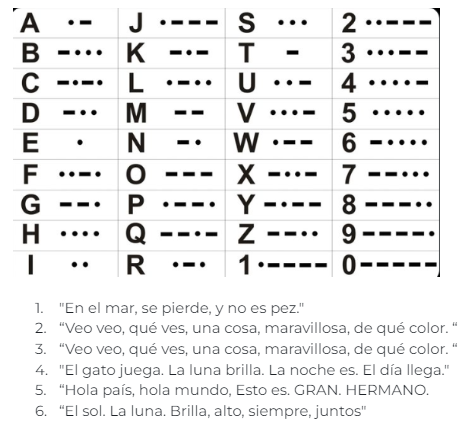 A •– J •––– S ••• 2 ••–––
B –••• K –•– T – 3 •••––
C –•–• L •–•• U ••– 4 ••••–
D –•• M –– V •••– 5 •••••
E • N –• W •–– 6 –••••
F ••–• O ––– X –••– 7 ––•••
G ––• P •––• Y –•–– 8 –––••
H •••• Q ––•– Z ––•• 9 ––––•
I •• R •–• 1 •–––– 0 –––––
1. "En el mar, se pierde, y no es pez."
2. “Veo veo, qué ves, una cosa, maravillosa, de qué color. “
3. “Veo veo, qué ves, una cosa, maravillosa, de qué color. “
4. "El gato juega. La luna brilla. La noche es. El día llega."
5. “Hola país, hola mundo, Esto es. GRAN. HERMANO.
6. “El sol. La luna. Brilla, alto, siempre, juntos"